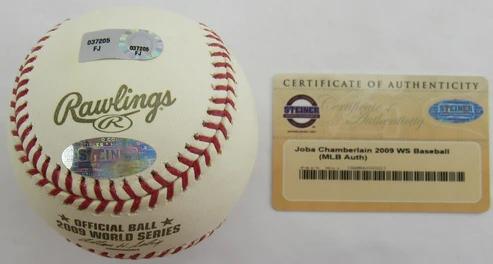 037205
FJ
037205
FJ
Rawlings
R
STEINER
OFFICIAL BALL
2009 WORLD SERIES
CERTIFICATE OF AUTHENTICITY
STEINER
Certificate of
Authenticity
STEINER
Joba Chamberlain 2009 WS Baseball
(MLB Auth)